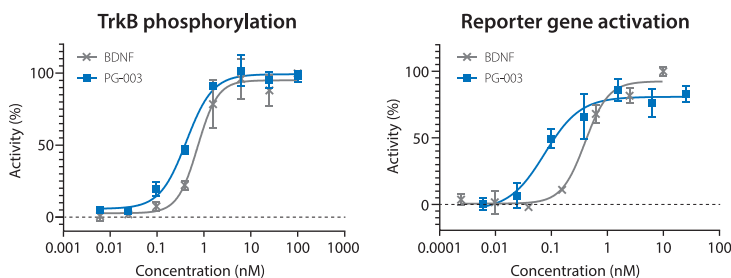 TrkB phosphorylation
BDNF
PG-003
100
50
0
Activity (%)
0.001 0.01 0.1 1 10 100 1000
Concentration (nM)
Reporter gene activation
BDNF
PG-003
100
50
0
Activity (%)
0.0001 0.01 0.1 1 10 100
Concentration (nM)